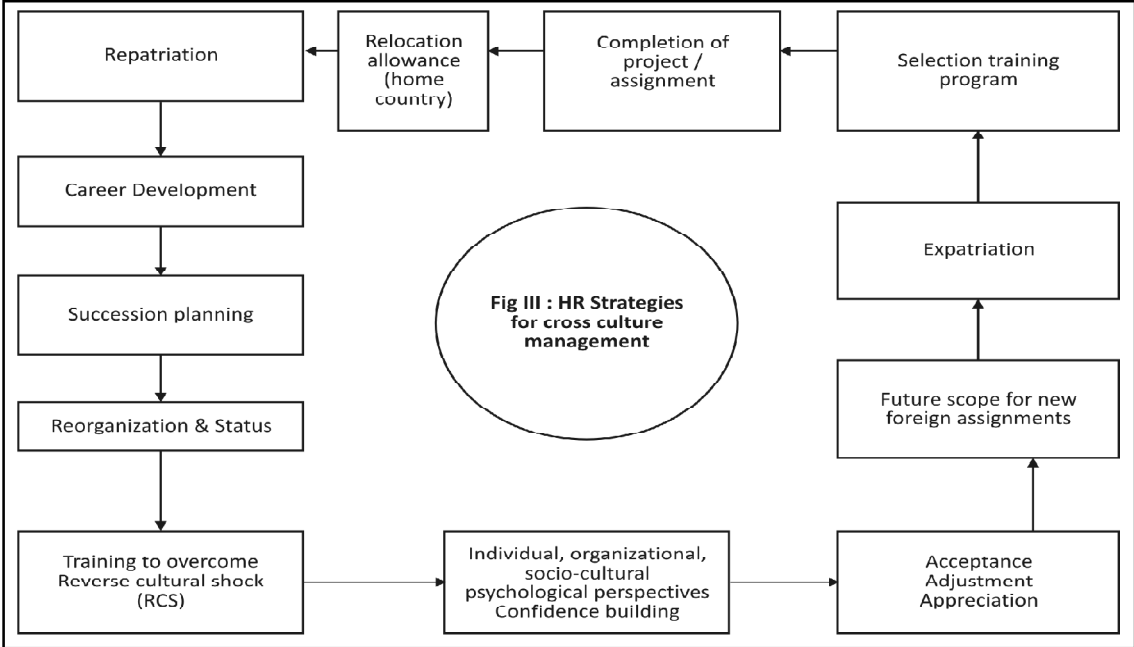 Repatriation
Relocation
allowance
(home
country)
Completion of
project /
assignment
Selection training
program
Career Development
Expatriation
Succession planning
Fig III : HR Strategies
for cross culture
management
Future scope for new
foreign assignments
Reorganization & Status
Training to overcome
Reverse cultural shock
(RCS)
Individual, organizational,
socio-cultural
psychological perspectives
Confidence building
Acceptance
Adjustment
Appreciation